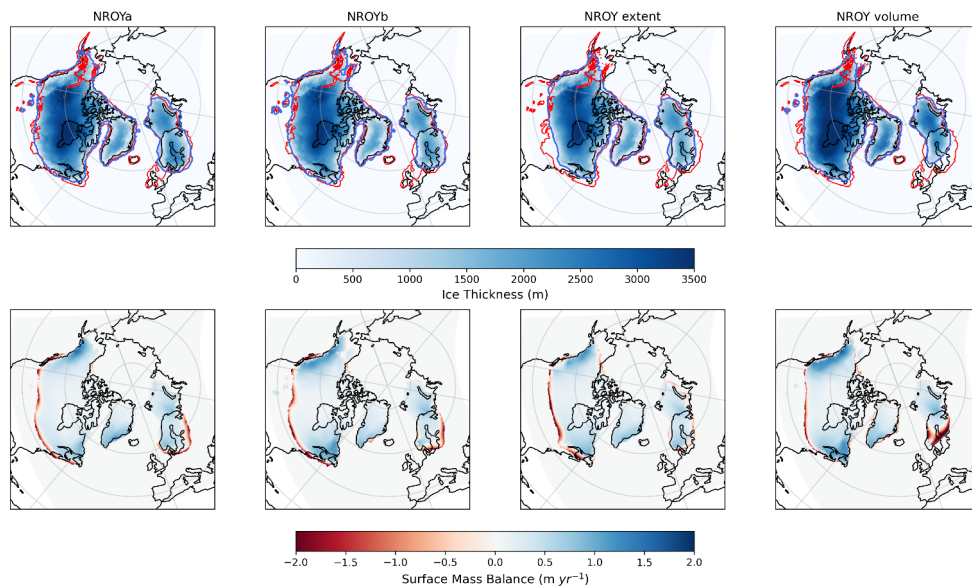 NROYa NROYb NROY extent NROY volume
0 500 1000 1500 2000 2500 3000 3500
Ice Thickness (m)
−2.0 −1.5 −1.0 −0.5 0.0 0.5 1.0 1.5 2.0
Surface Mass Balance (m yr⁻¹)